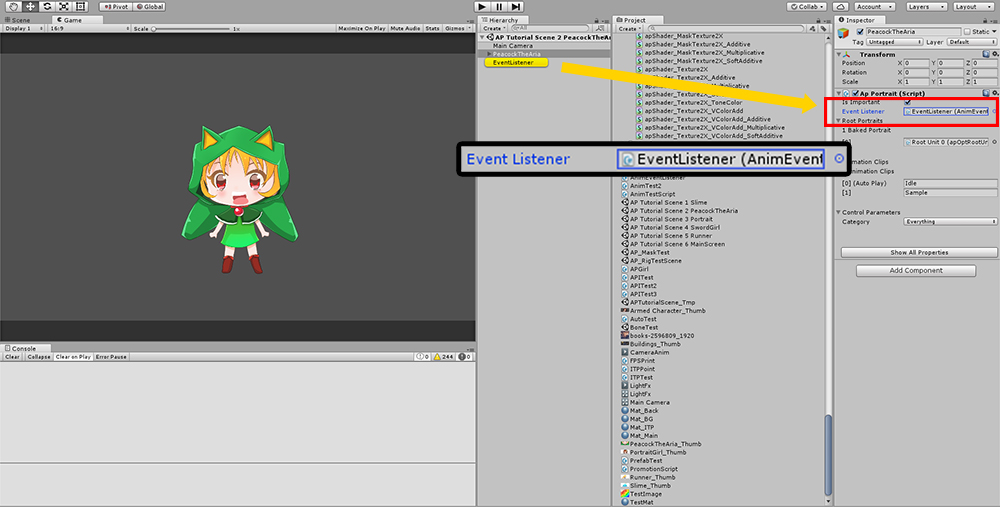 Pivot Global
Collab Account Layers Layout
Scene Game
Display 1 16:9 Scale 1x Maximize On Play Mute Audio Stats Gizmos
Hierarchy
Create All
AP Tutorial Scene 2 PeacockTheAri
Main Camera
PeacockTheAria
EventListener
Project
Create
apShader_MaskTexture2X
apShader_MaskTexture2X_Additive
apShader_MaskTexture2X_Multiplicative
apShader_MaskTexture2X_SoftAdditive
apShader_Texture2X
apShader_Texture2X_Additive
apShader_Texture2X_ToneColor
apShader_Texture2X_VColorAdd
apShader_Texture2X_VColorAdd_Additive
apShader_Texture2X_VColorAdd_Multiplicative
apShader_Texture2X_VColorAdd_SoftAdditive
Event Listener EventListener (AnimEvent
AnimEventListener
AnimTest2
AnimTestScript
AP Tutorial Scene 1 Slime
AP Tutorial Scene 2 PeacockTheAria
AP Tutorial Scene 3 Portrait
AP Tutorial Scene 4 SwordGirl
AP Tutorial Scene 5 Runner
AP Tutorial Scene 6 MainScreen
AP_MaskTest
AP_RigTestScene
APGirl
APITest
APITest2
APITest3
APTutorialScene_Tmp
Armed Character_Thumb
AutoTest
BoneTest
books-2596809_1920
Buildings_Thumb
CameraAnim
FPSPrint
ITPPoint
ITPTest
LightFx
LightFx
Main Camera
Mat_Back
Mat_BG
Mat_ITP
Mat_Main
PeacockTheAria_Thumb
PortraitGirl_Thumb
PrefabTest
PromotionScript
Runner_Thumb
Slime_Thumb
TestImage
TestMat
Inspector
PeacockTheAria Static
Tag Untagged Layer Default
Transform
Position X 0 Y 0 Z 0
Rotation X 0 Y 0 Z 0
Scale X 1 Y 1 Z 1
Ap Portrait (Script)
Is Important
Event Listener EventListener (AnimEvent
Root Portraits
1 Baked Portrait
Root Unit 0 (apOptRootUr
nimation Clips
nimation Clips
[0] (Auto Play) Idle
[1] Sample
Control Parameters
Category Everything
Show All Properties
Add Component
Console
Clear Collapse Clear on Play Error Pause 0 244 0